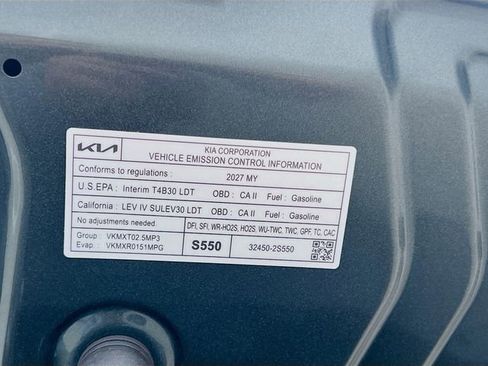 KIA
KIA CORPORATION
VEHICLE EMISSION CONTROL INFORMATION
Conforms to regulations : 2027 MY
U.S.EPA : Interim T4B30 LDT OBD : CA II Fuel : Gasoline
California : LEV IV SULEV30 LDT OBD : CA II Fuel : Gasoline
No adjustments needed. DFI, SFI, WR-HO2S, HO2S, WU-TWC, TWC, GPF, TC, CAC
Group : VKMXT02.5MP3
Evap. : VKMXR0151MPG
S550
32450-2S550